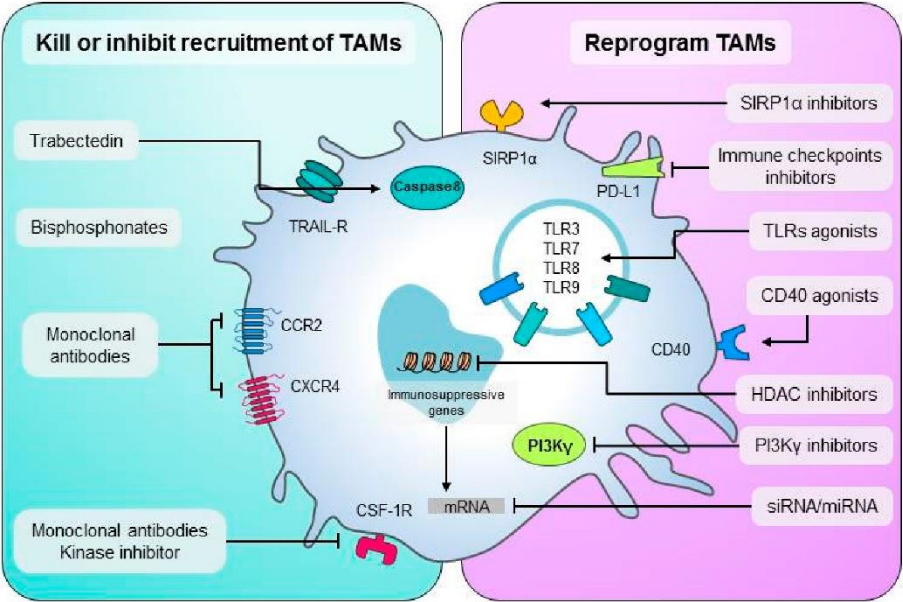 Kill or inhibit recruitment of TAMs
Reprogram TAMs
Trabectedin
Bisphosphonates
Monoclonal
antibodies
Monoclonal antibodies
Kinase inhibitor
TRAIL-R
Caspase8
SIRP1α
PD-L1
TLR3
TLR7
TLR8
TLR9
CCR2
CXCR4
CD40
Immunosuppressive
genes
PI3Kγ
CSF-1R
mRNA
SIRP1α inhibitors
Immune checkpoints
inhibitors
TLRs agonists
CD40 agonists
HDAC inhibitors
PI3Kγ inhibitors
siRNA/miRNA